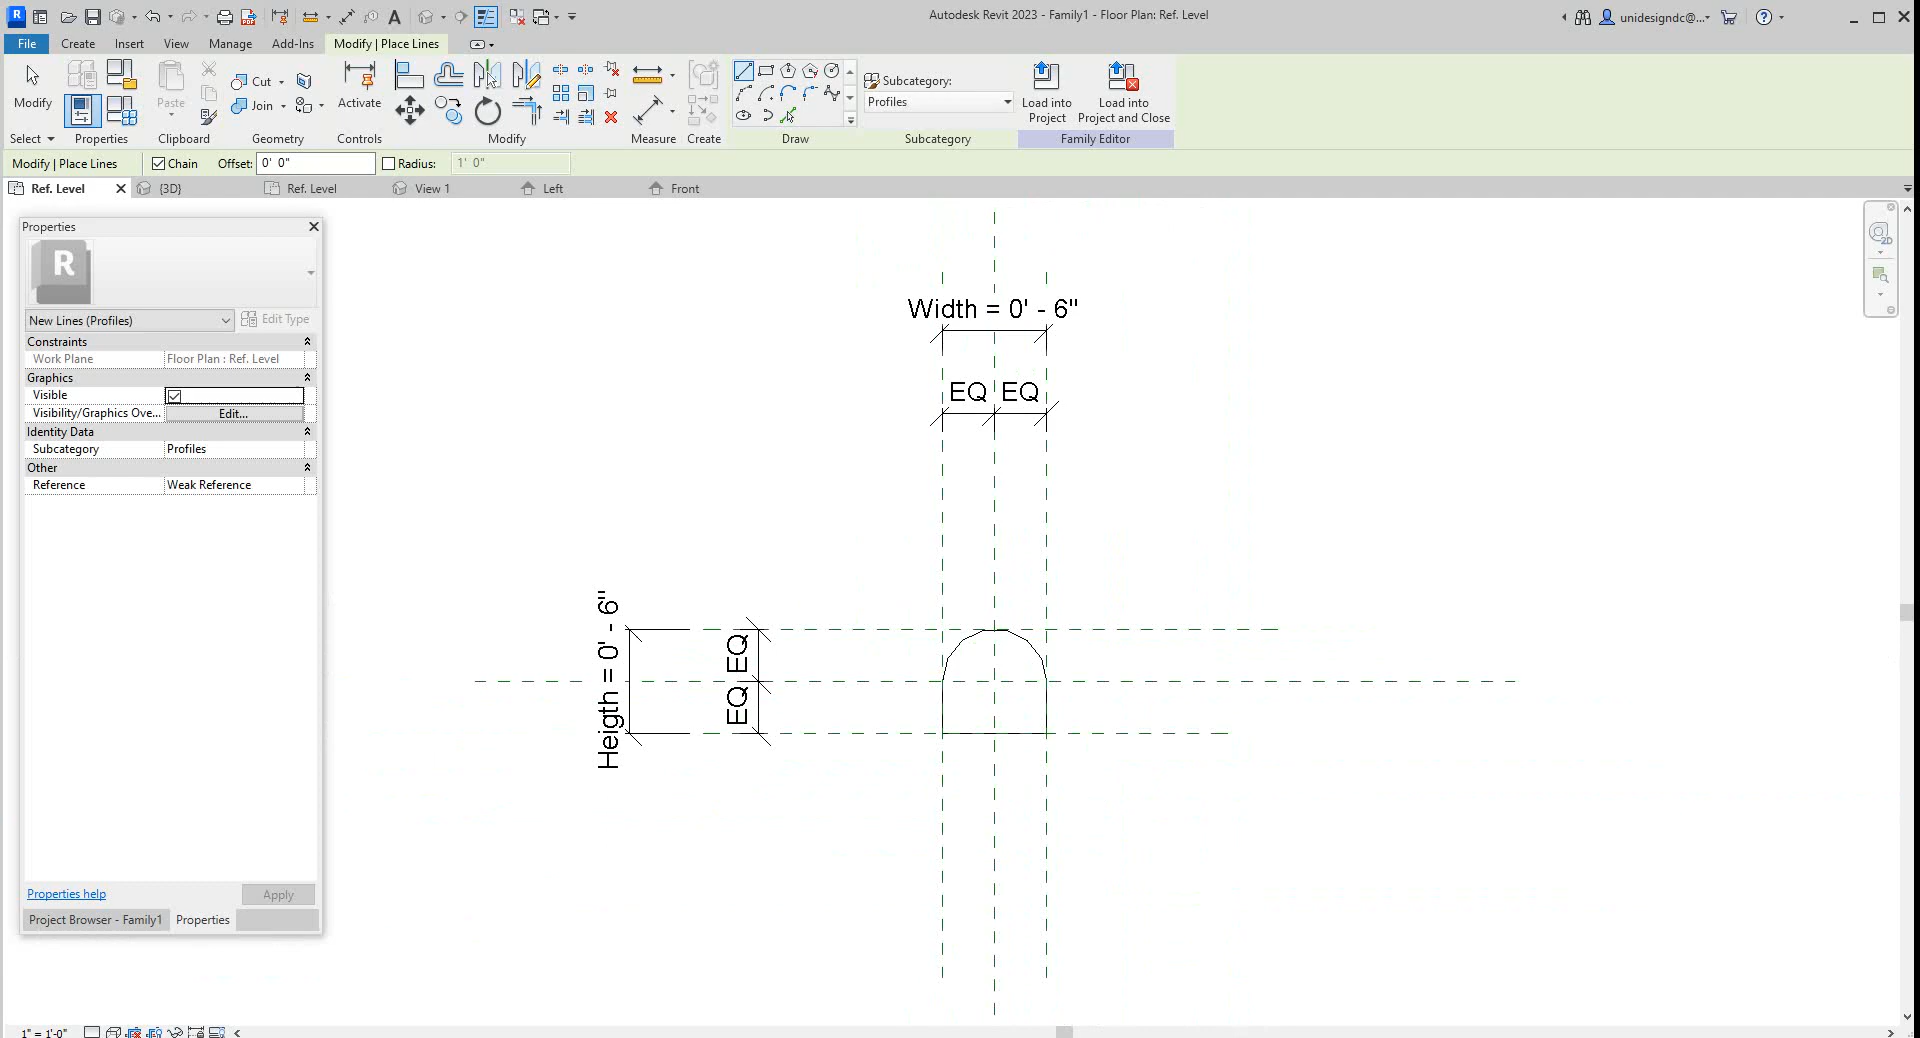 R
Autodesk Revit 2023 - Family1 - Floor Plan: Ref. Level
unidesigndc@...
File Create Insert View Manage Add-Ins Modify | Place Lines
Modify
Paste
Cut
Join
Activate
Subcategory:
Profiles
Load into Project
Load into Project and Close
Select Properties Clipboard Geometry Controls Modify Measure Create Draw Subcategory Family Editor
Modify | Place Lines Chain Offset: 0' 0" Radius: 1' 0"
Ref. Level {3D} Ref. Level View 1 Left Front
Properties
R
New Lines (Profiles) Edit Type
Constraints
Work Plane Floor Plan : Ref. Level
Graphics
Visible
Visibility/Graphics Ove... Edit...
Identity Data
Subcategory Profiles
Other
Reference Weak Reference
Properties help Apply
Project Browser - Family1 Properties
Width = 0' - 6"
EQ EQ
Heigth = 0' - 6"
EQ EQ
2D
1" = 1'-0"